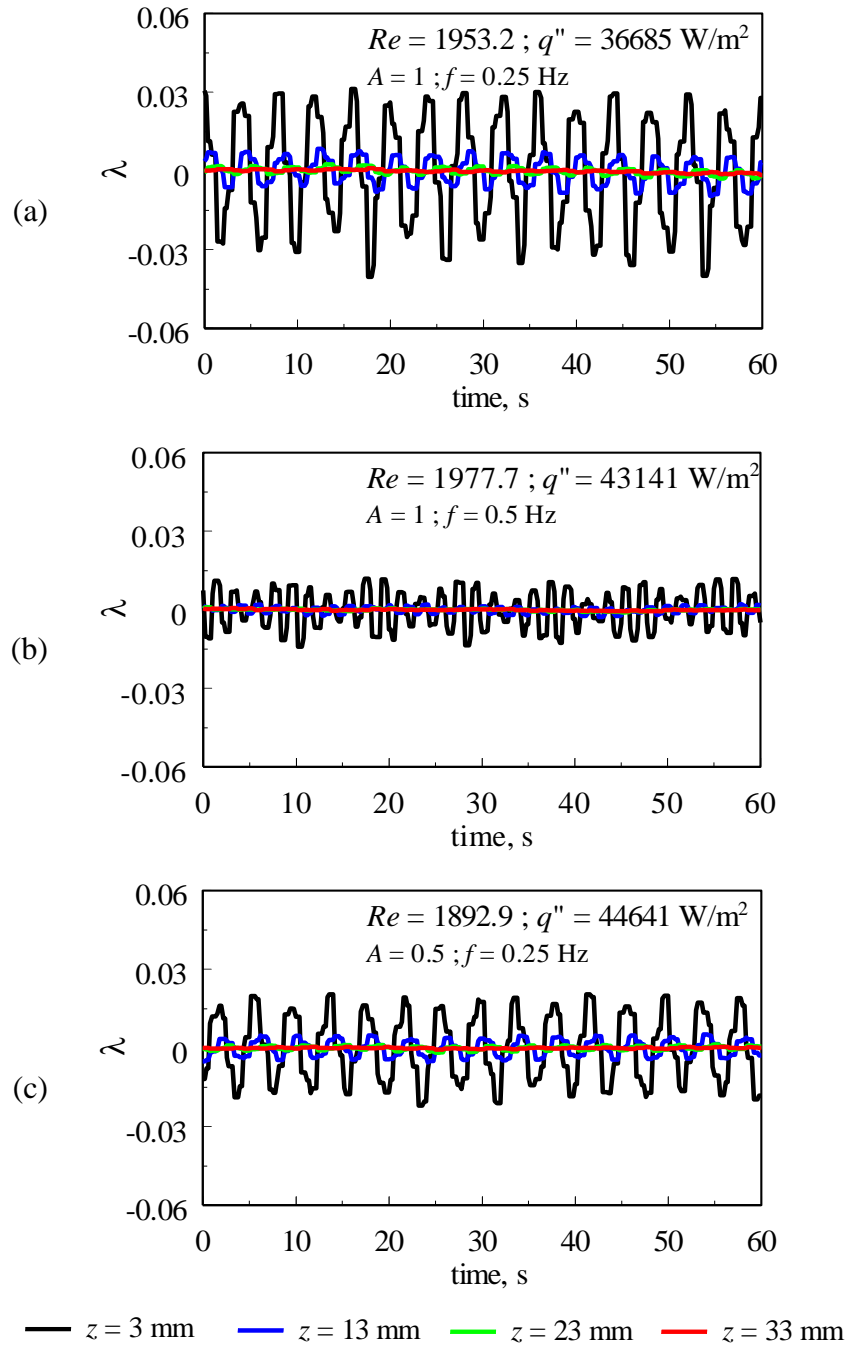 0.06
Re = 1953.2 ; q" = 36685 W/m²
A = 1 ; f = 0.25 Hz
0.03
λ
0
(a)
-0.03
-0.06
0 10 20 30 40 50 60
time, s
0.06
Re = 1977.7 ; q" = 43141 W/m²
A = 1 ; f = 0.5 Hz
0.03
λ
0
(b)
-0.03
-0.06
0 10 20 30 40 50 60
time, s
0.06
Re = 1892.9 ; q" = 44641 W/m²
A = 0.5 ; f = 0.25 Hz
0.03
λ
0
(c)
-0.03
-0.06
0 10 20 30 40 50 60
time, s
z = 3 mm z = 13 mm z = 23 mm z = 33 mm